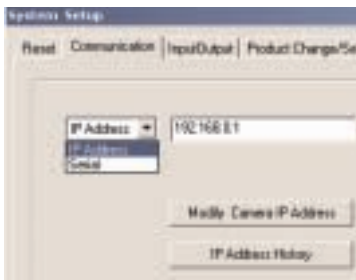 System Setup
Reset Communication Input/Output Product Change/Se
IP Address 192.168.0.1
IP Address
Serial
Modify Camera IP Address
IP Address History